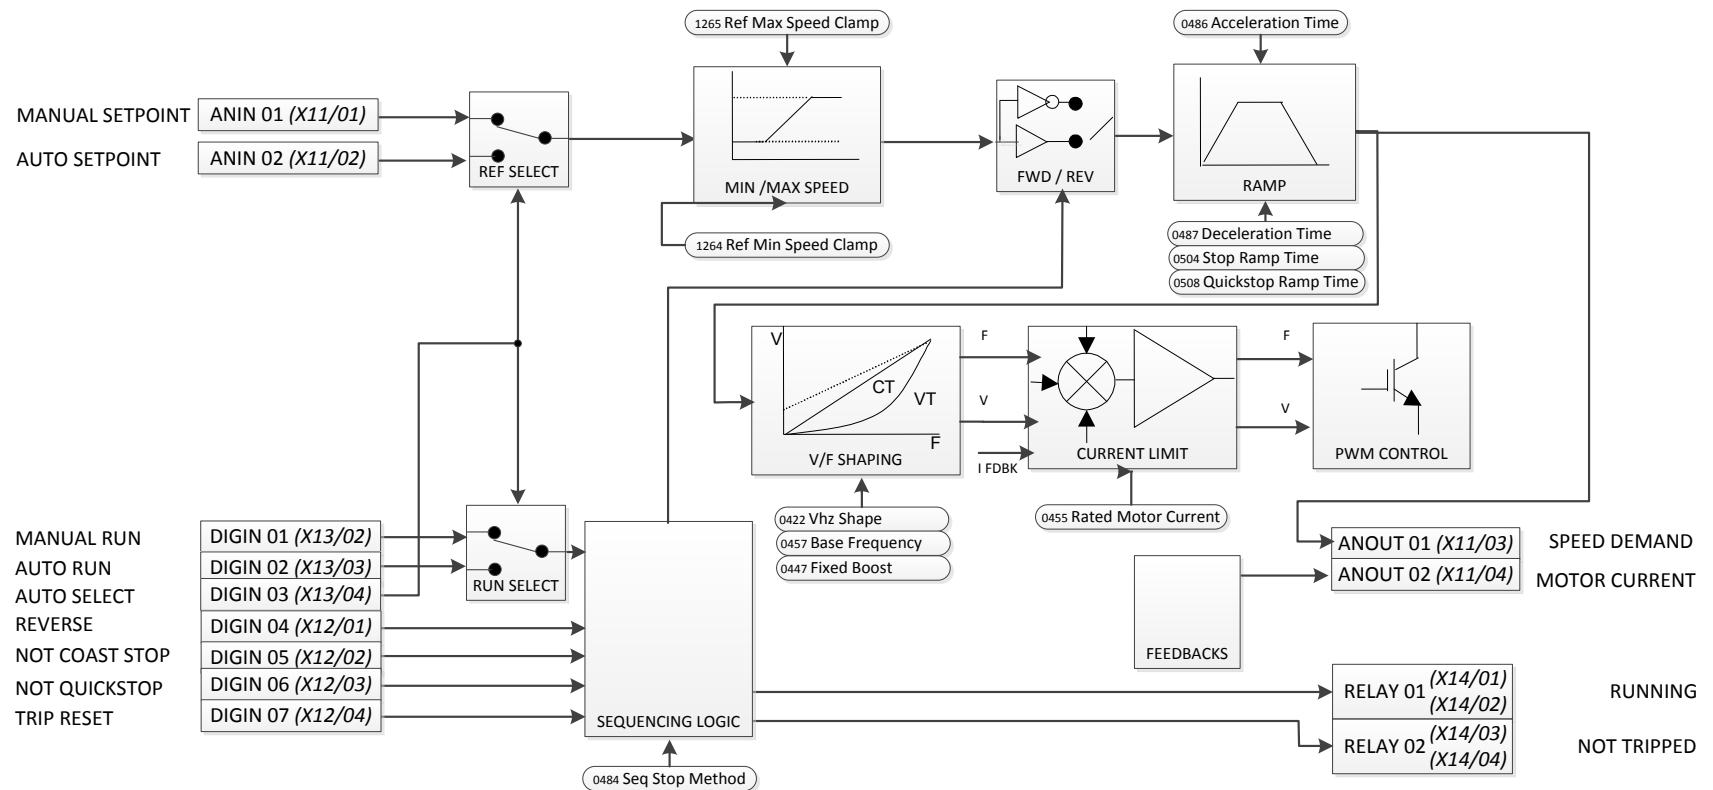 1265 Ref Max Speed Clamp
0486 Acceleration Time
MANUAL SETPOINT
ANIN 01 (X11/01)
AUTO SETPOINT
ANIN 02 (X11/02)
REF SELECT
MIN /MAX SPEED
FWD / REV
RAMP
1264 Ref Min Speed Clamp
0487 Deceleration Time
0504 Stop Ramp Time
0508 Quickstop Ramp Time
V
CT
VT
F
V/F SHAPING
F
V
I FDBK
CURRENT LIMIT
F
V
PWM CONTROL
0422 Vhz Shape
0457 Base Frequency
0447 Fixed Boost
0455 Rated Motor Current
MANUAL RUN
DIGIN 01 (X13/02)
AUTO RUN
DIGIN 02 (X13/03)
AUTO SELECT
DIGIN 03 (X13/04)
REVERSE
DIGIN 04 (X12/01)
NOT COAST STOP
DIGIN 05 (X12/02)
NOT QUICKSTOP
DIGIN 06 (X12/03)
TRIP RESET
DIGIN 07 (X12/04)
RUN SELECT
SEQUENCING LOGIC
0484 Seq Stop Method
FEEDBACKS
ANOUT 01 (X11/03)
SPEED DEMAND
ANOUT 02 (X11/04)
MOTOR CURRENT
RELAY 01 (X14/01)
(X14/02)
RUNNING
RELAY 02 (X14/03)
(X14/04)
NOT TRIPPED